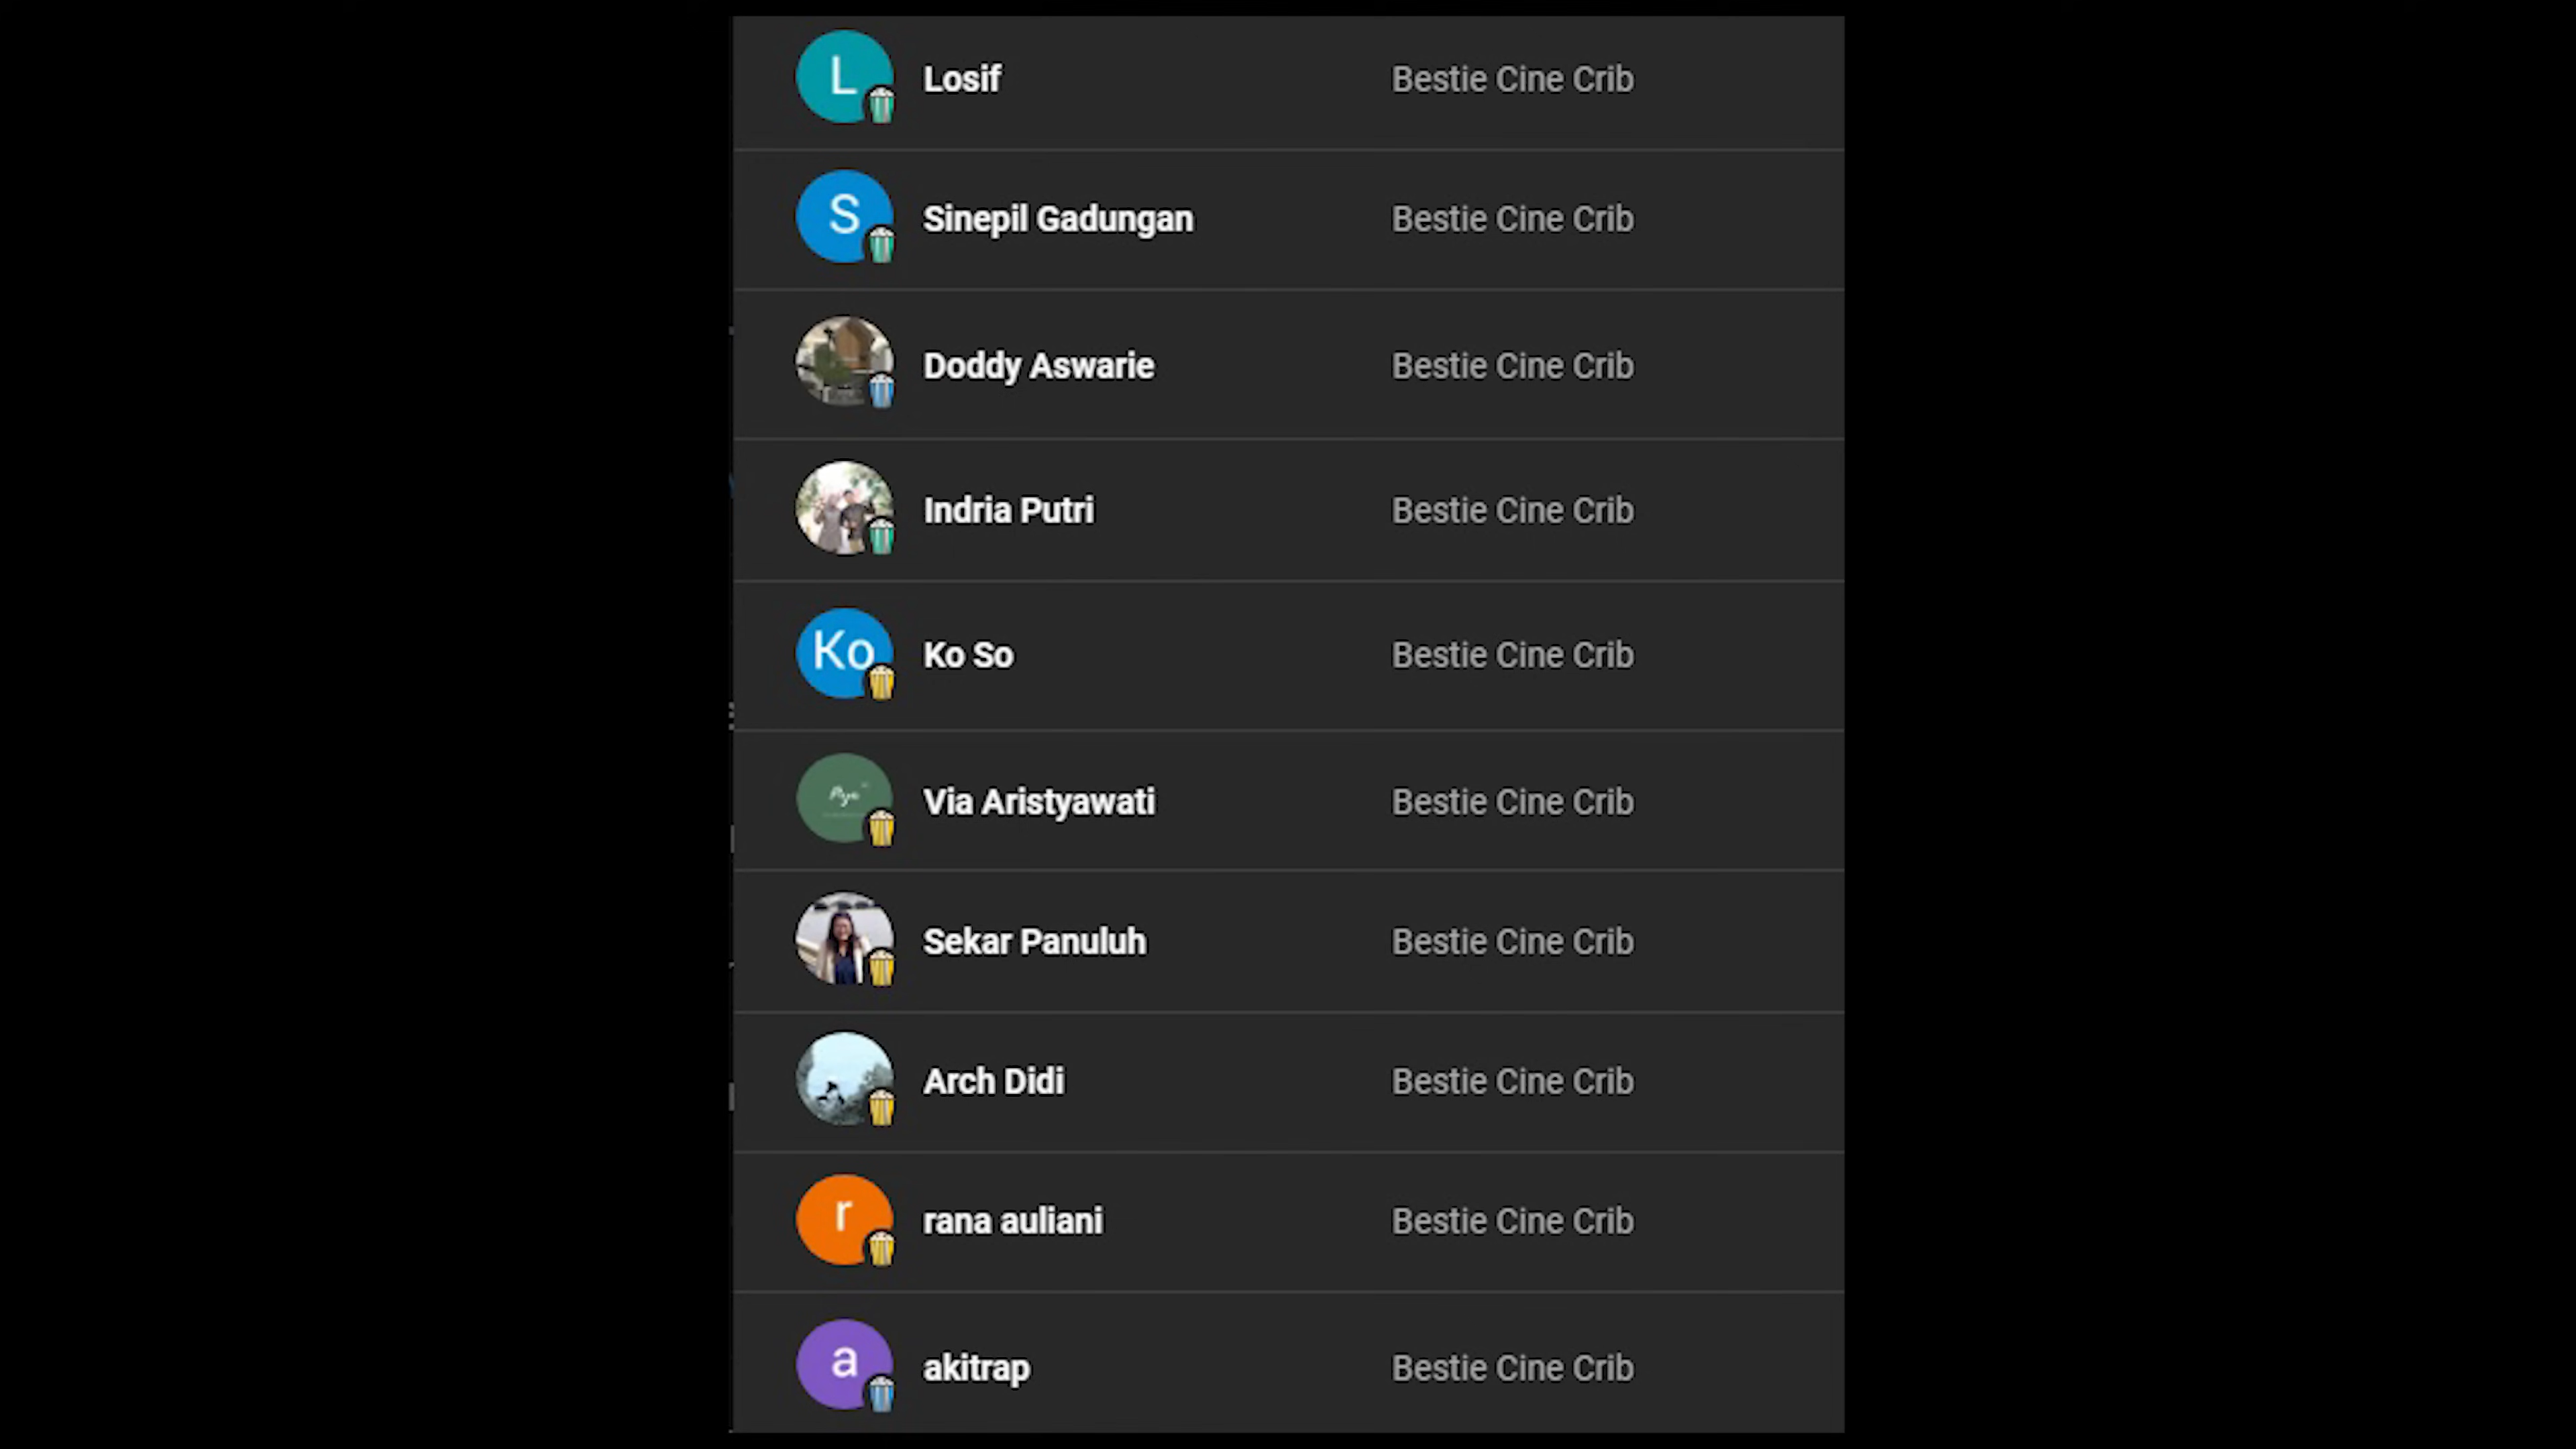 L Losif Bestie Cine Crib
S Sinepil Gadungan Bestie Cine Crib
Doddy Aswarie Bestie Cine Crib
Indria Putri Bestie Cine Crib
Ko Ko So Bestie Cine Crib
Via Aristyawati Bestie Cine Crib
Sekar Panuluh Bestie Cine Crib
Arch Didi Bestie Cine Crib
r rana auliani Bestie Cine Crib
a akitrap Bestie Cine Crib